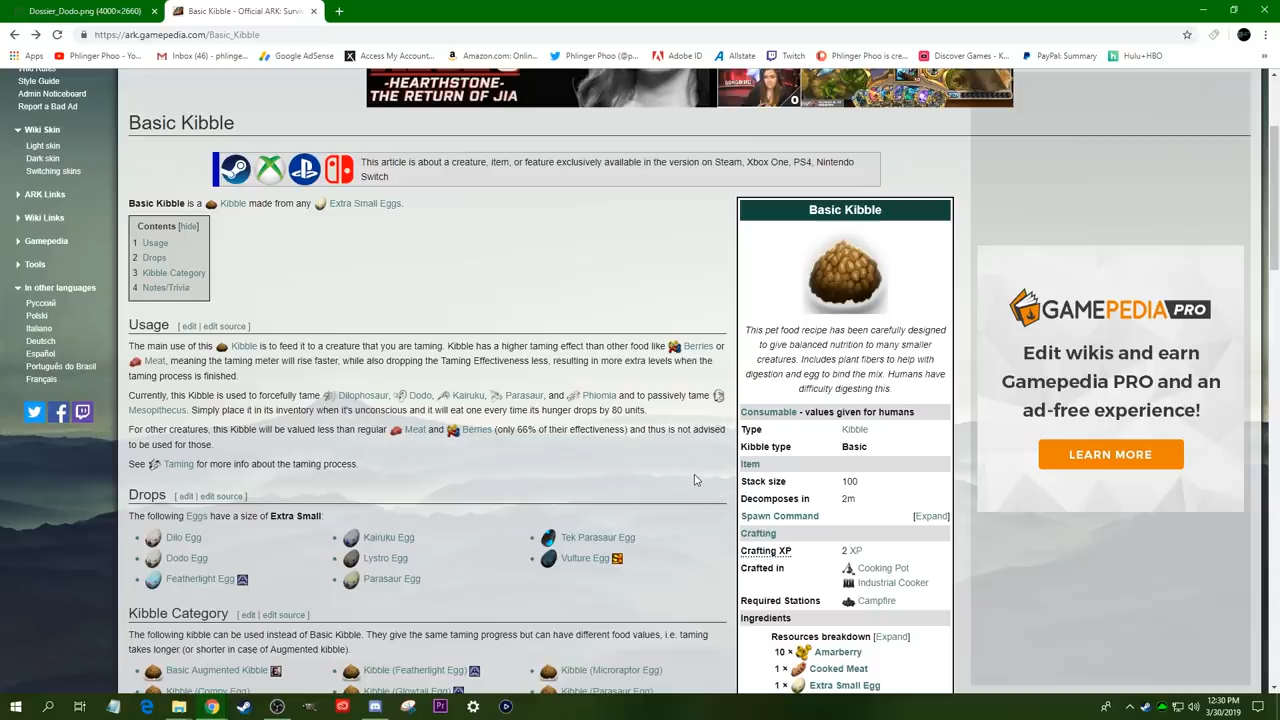 Dossier_Dodo.png (4000×2660)
Basic Kibble - Official ARK: Surviv
https://ark.gamepedia.com/Basic_Kibble
Apps
Phlinger Phoo - Yo...
Inbox (46) - phlinge...
Google AdSense
Access My Account...
Amazon.com: Onlin...
Phlinger Phoo (@p...
Adobe ID
Allstate
Twitch
Phlinger Phoo is cre...
Discover Games - K...
PayPal: Summary
Hulu+HBO
Style Guide
Admin Noticeboard
Report a Bad Ad
Wiki Skin
Light skin
Dark skin
Switching skins
ARK Links
Wiki Links
Gamepedia
Tools
In other languages
Русский
Polski
Italiano
Deutsch
Español
Português do Brasil
Français
-HEARTHSTONE-
THE RETURN OF JIA
0
Basic Kibble
This article is about a creature, item, or feature exclusively available in the version on Steam, Xbox One, PS4, Nintendo
Switch
Basic Kibble is a Kibble made from any Extra Small Eggs.
Contents [hide]
1 Usage
2 Drops
3 Kibble Category
4 Notes/Trivia
Usage [ edit | edit source ]
The main use of this Kibble is to feed it to a creature that you are taming. Kibble has a higher taming effect than other food like Berries or
Meat, meaning the taming meter will rise faster, while also dropping the Taming Effectiveness less, resulting in more extra levels when the
taming process is finished.
Currently, this Kibble is used to forcefully tame Dilophosaur, Dodo, Kairuku, Parasaur, and Phiomia and to passively tame
Mesopithecus. Simply place it in its inventory when it's unconscious and it will eat one every time its hunger drops by 80 units.
For other creatures, this Kibble will be valued less than regular Meat and Berries (only 66% of their effectiveness) and thus is not advised
to be used for those.
See Taming for more info about the taming process.
Drops [ edit | edit source ]
The following Eggs have a size of Extra Small:
Dilo Egg
Kairuku Egg
Tek Parasaur Egg
Dodo Egg
Lystro Egg
Vulture Egg
Featherlight Egg
Parasaur Egg
Kibble Category [ edit | edit source ]
The following kibble can be used instead of Basic Kibble. They give the same taming progress but can have different food values, i.e. taming
takes longer (or shorter in case of Augmented kibble).
Basic Augmented Kibble
Kibble (Featherlight Egg)
Kibble (Microraptor Egg)
Kibble (Compy Egg)
Kibble (Glowtail Egg)
Kibble (Parasaur Egg)
Basic Kibble
This pet food recipe has been carefully designed
to give balanced nutrition to many smaller
creatures. Includes plant fibers to help with
digestion and egg to bind the mix. Humans have
difficulty digesting this.
Consumable - values given for humans
Type Kibble
Kibble type Basic
Item
Stack size 100
Decomposes in 2m
Spawn Command [Expand]
Crafting
Crafting XP 2 XP
Crafted in Cooking Pot
Industrial Cooker
Required Stations Campfire
Ingredients
Resources breakdown [Expand]
10 × Amarberry
1 × Cooked Meat
1 × Extra Small Egg
GAMEPEDIA PRO
Edit wikis and earn
Gamepedia PRO and an
ad-free experience!
LEARN MORE
12:30 PM
3/30/2019